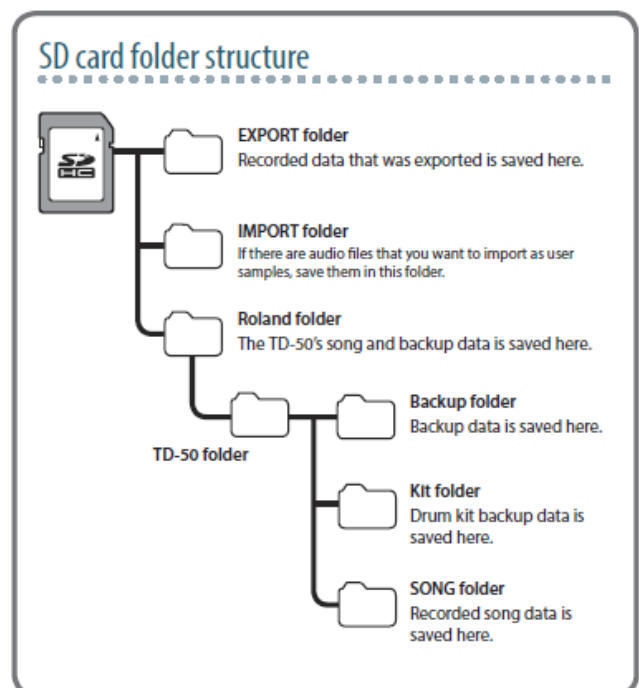 SD card folder structure
EXPORT folder
Recorded data that was exported is saved here.
IMPORT folder
If there are audio files that you want to import as user
samples, save them in this folder.
Roland folder
The TD-50's song and backup data is saved here.
TD-50 folder
Backup folder
Backup data is saved here.
Kit folder
Drum kit backup data is
saved here.
SONG folder
Recorded song data is
saved here.
SD
HC